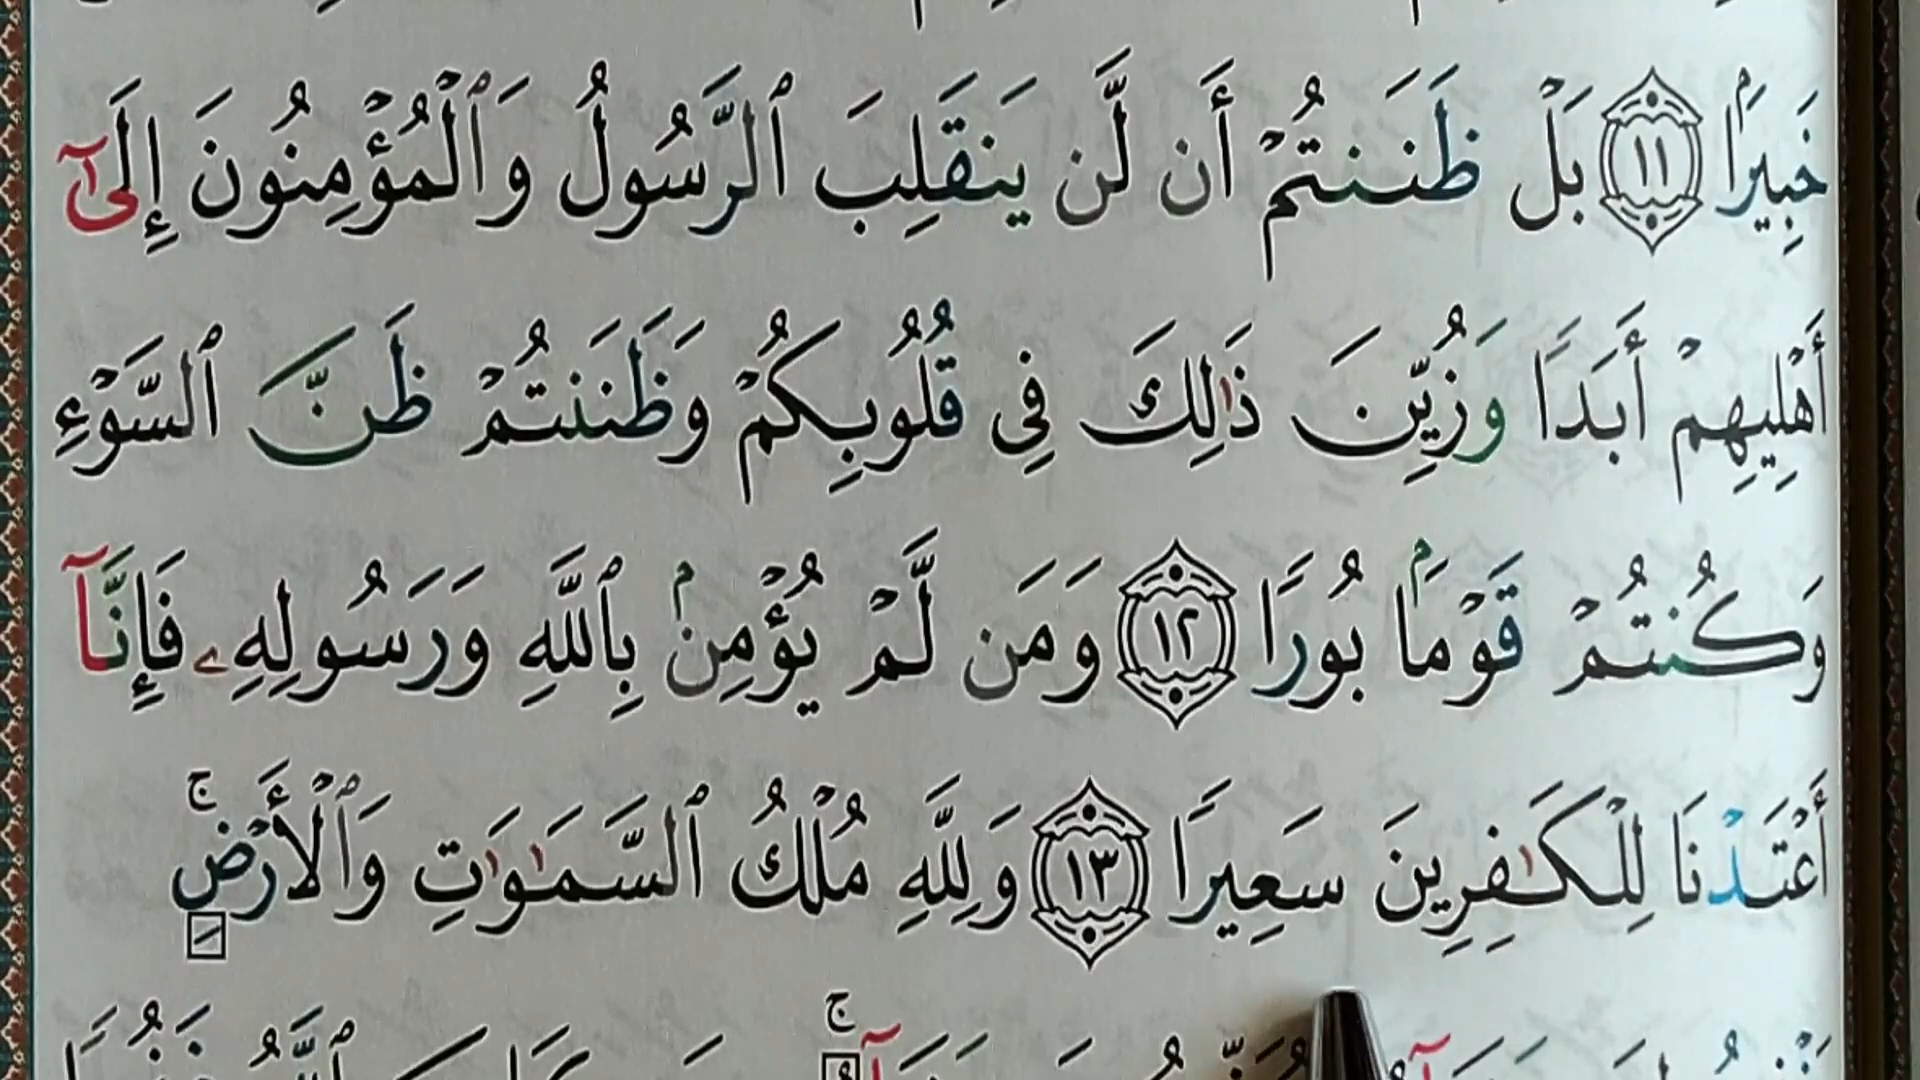 خَبِيرَۢا ١١ بَلْ ظَنَنتُمْ أَن لَّن يَنقَلِبَ ٱلرَّسُولُ وَٱلْمُؤْمِنُونَ إِلَىٰٓ
أَهْلِيهِمْ أَبَدًا وَزُيِّنَ ذَٰلِكَ فِى قُلُوبِكُمْ وَظَنَنتُمْ ظَنَّ ٱلسَّوْءِ
وَكُنتُمْ قَوْمَۢا بُورًا ١٢ وَمَن لَّمْ يُؤْمِنۢ بِٱللَّهِ وَرَسُولِهِۦ فَإِنَّآ
أَعْتَدْنَا لِلْكَٰفِرِينَ سَعِيرًا ١٣ وَلِلَّهِ مُلْكُ ٱلسَّمَٰوَٰتِ وَٱلْأَرْضِۚ